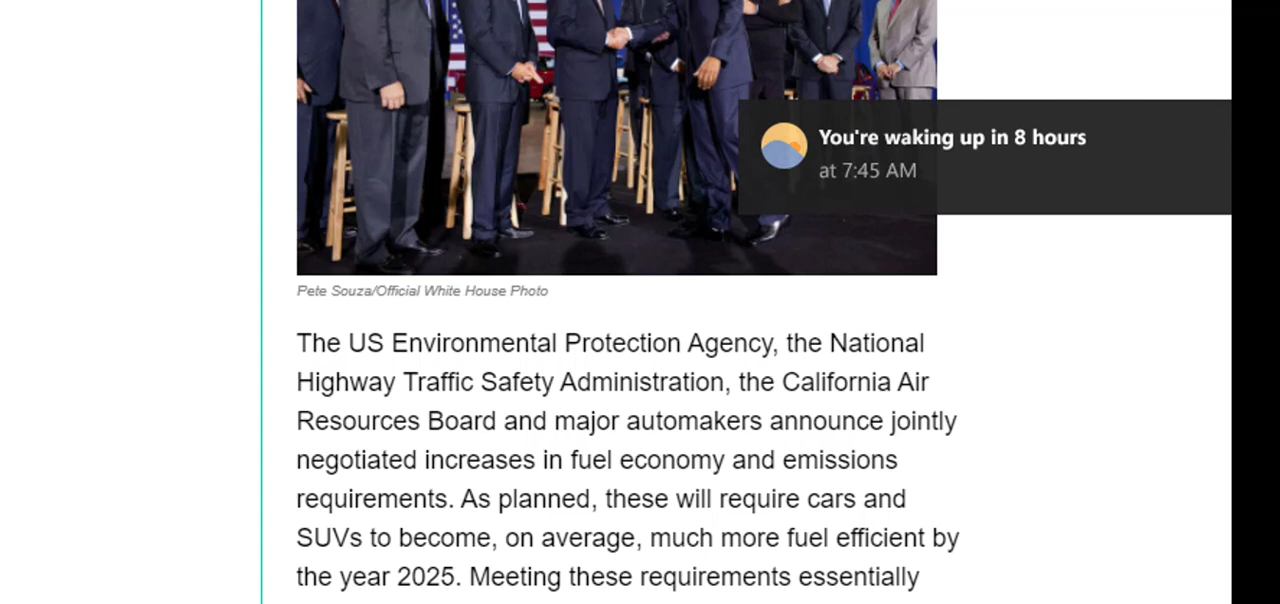 You're waking up in 8 hours
at 7:45 AM
Pete Souza/Official White House Photo
The US Environmental Protection Agency, the National
Highway Traffic Safety Administration, the California Air
Resources Board and major automakers announce jointly
negotiated increases in fuel economy and emissions
requirements. As planned, these will require cars and
SUVs to become, on average, much more fuel efficient by
the year 2025. Meeting these requirements essentially